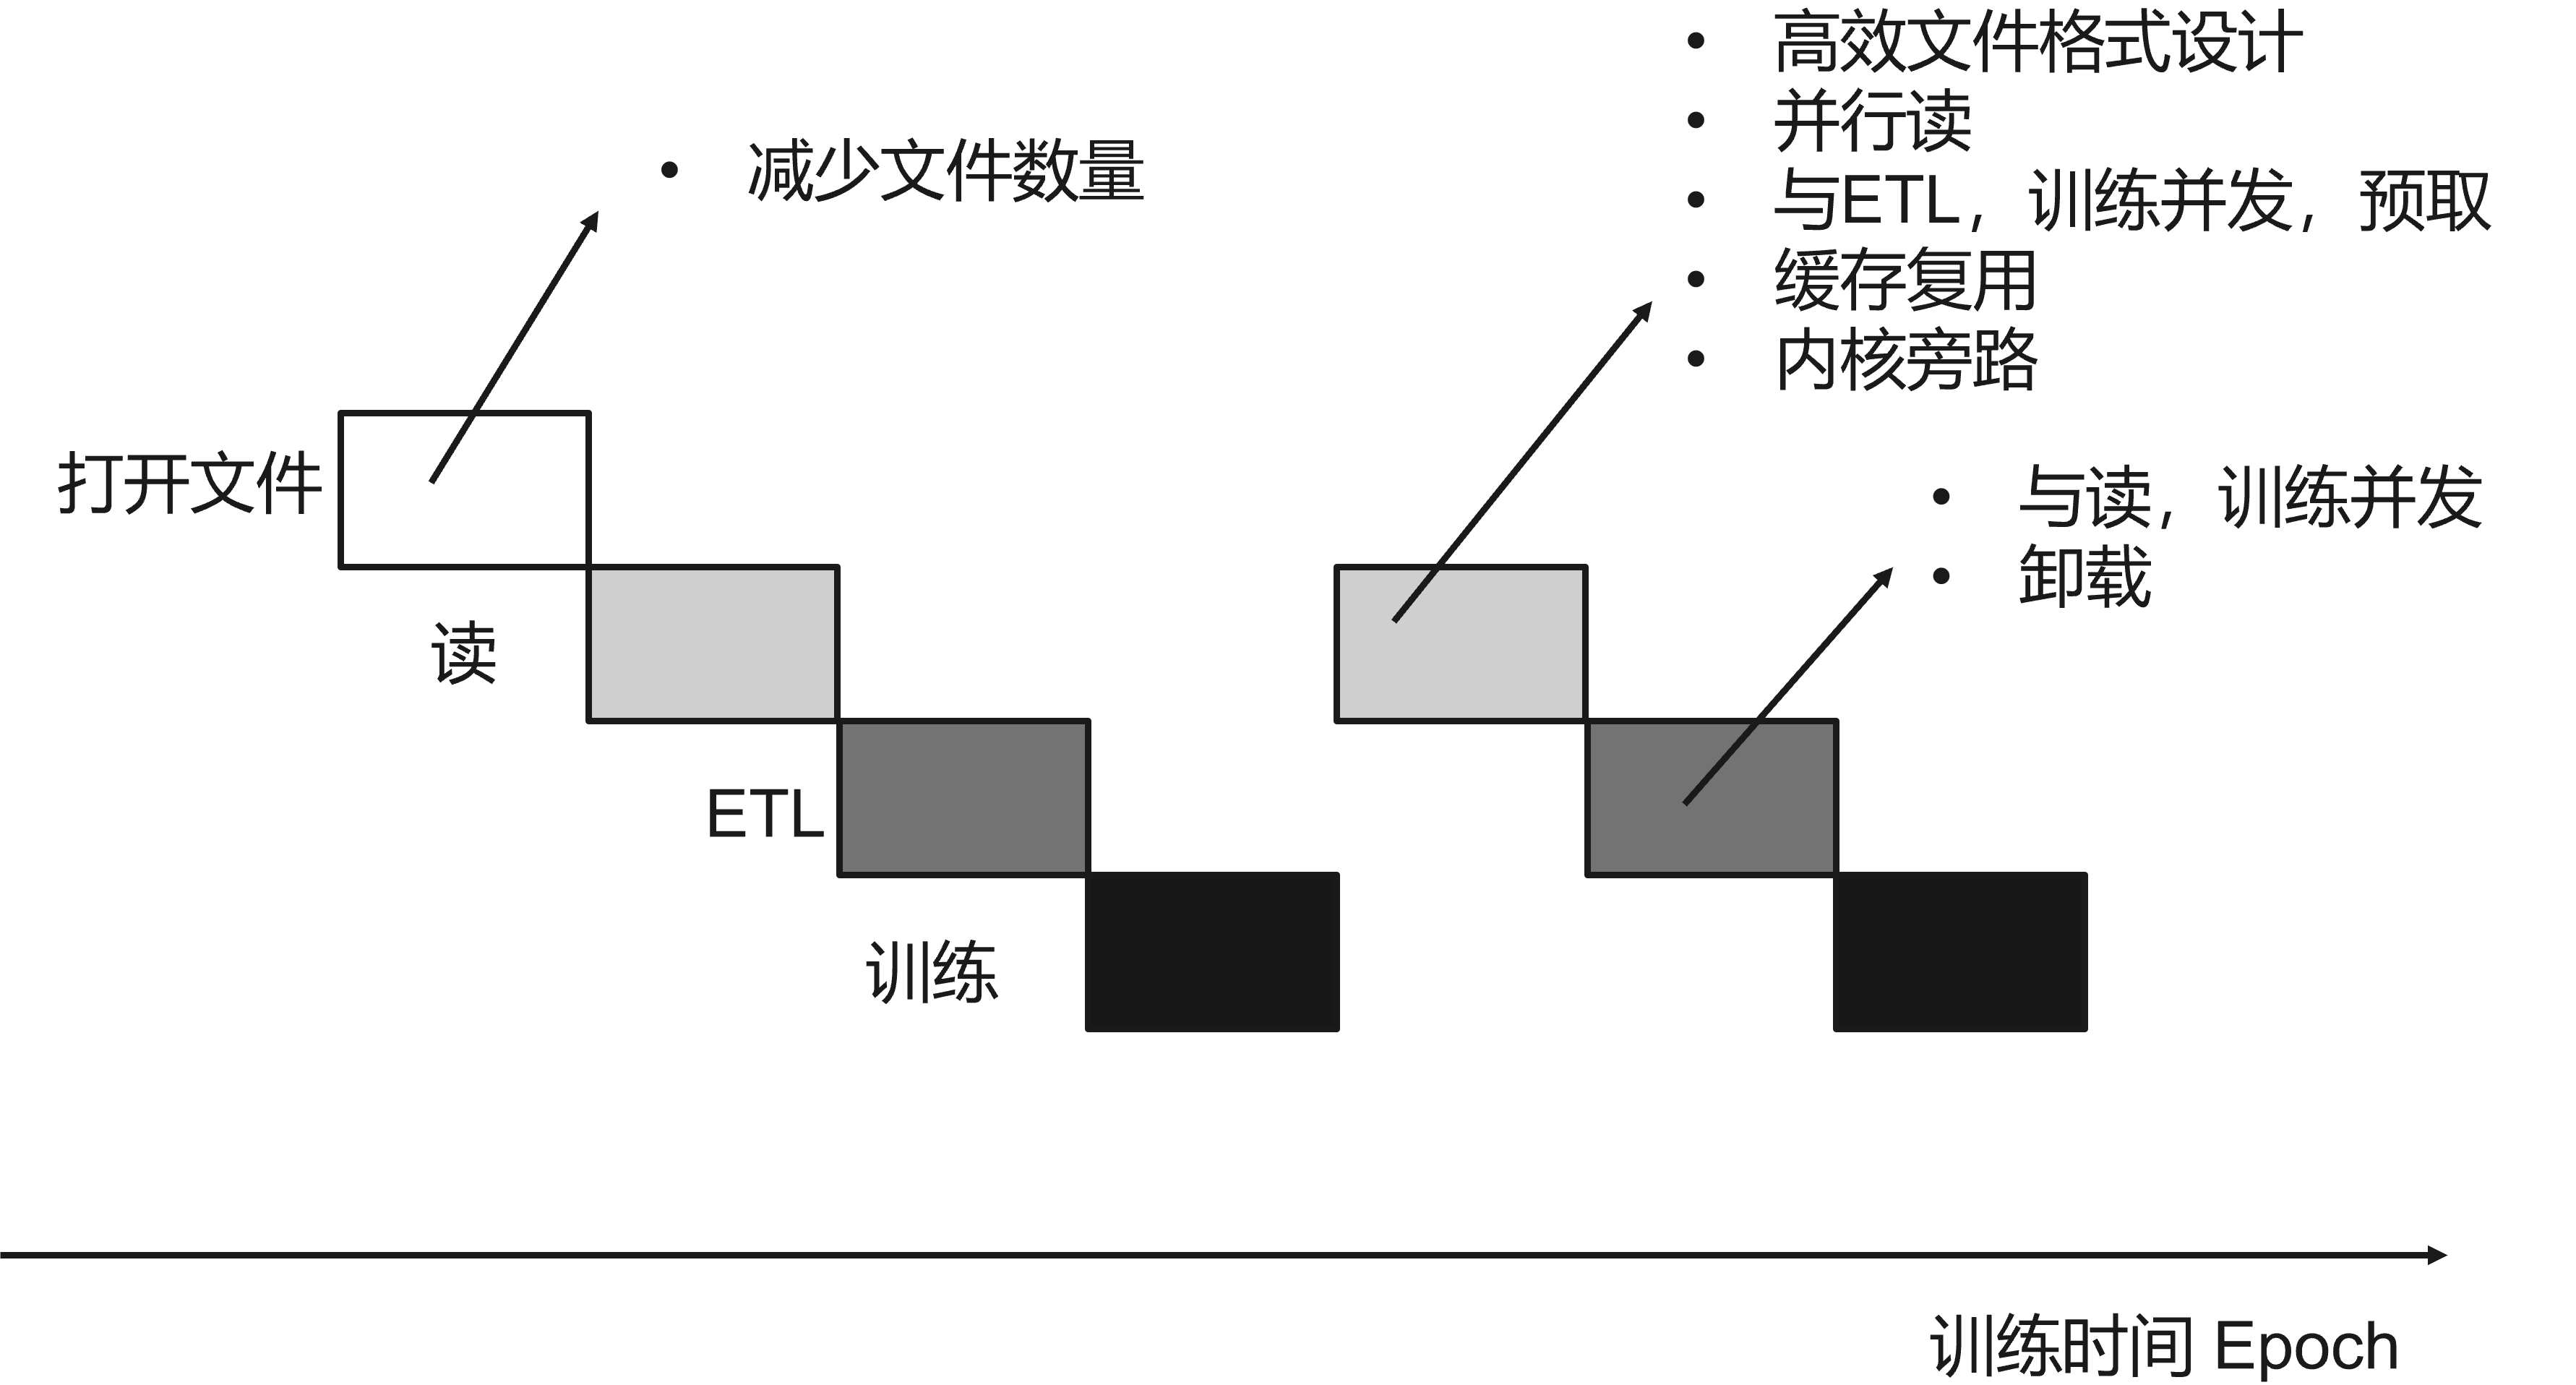 • 高效文件格式设计
• 并行读
• 与ETL，训练并发，预取
• 缓存复用
• 内核旁路
• 减少文件数量
打开文件
• 与读，训练并发
• 卸载
读
ETL
训练
训练时间 Epoch